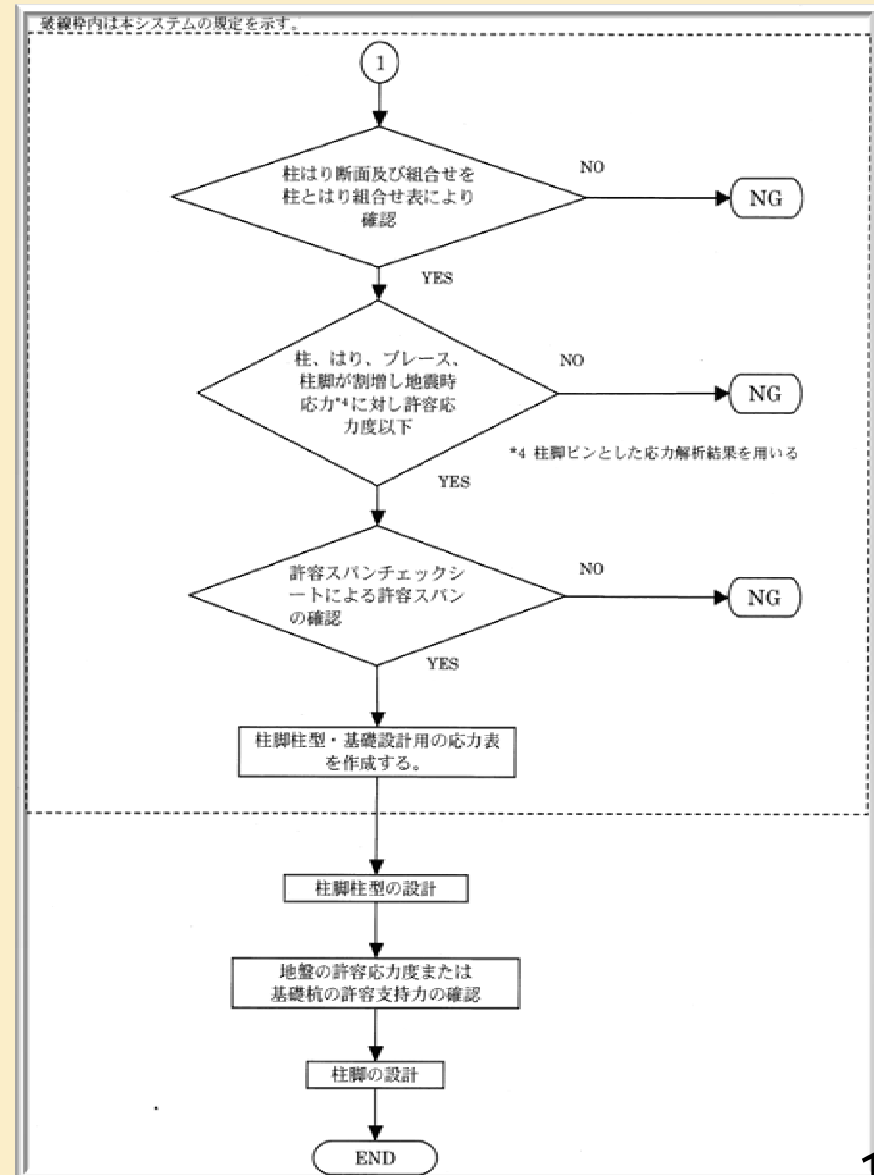 破線枠内は本システムの規定を示す。
1
柱はり断面及び組合せを
柱とはり組合せ表により
確認
NO
NG
YES
柱、はり、ブレース、
柱脚が割増し地震時
応力*4に対し許容応
力度以下
NO
NG
*4 柱脚ピンとした応力解析結果を用いる
YES
許容スパンチェックシ
ートによる許容スパン
の確認
NO
NG
YES
柱脚柱型・基礎設計用の応力表
を作成する。
柱脚柱型の設計
地盤の許容応力度または
基礎杭の許容支持力の確認
柱脚の設計
END